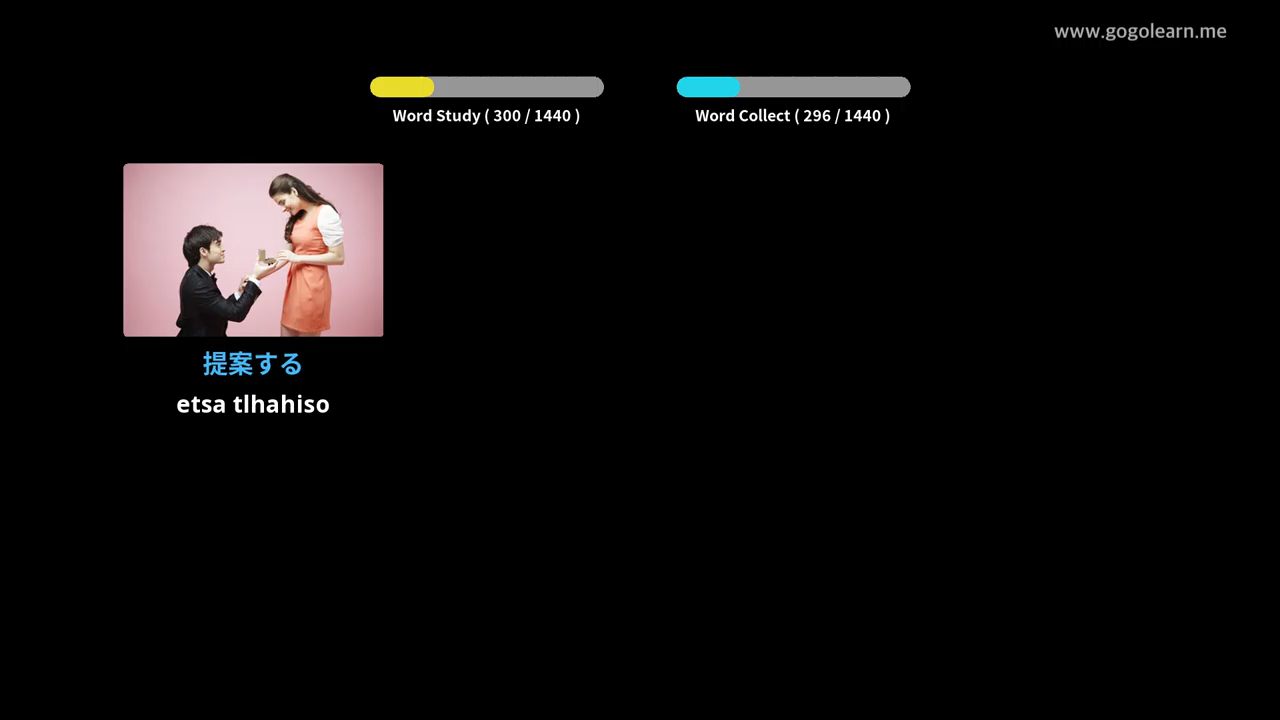 www.gogolearn.me
Word Study ( 300 / 1440 )
Word Collect ( 296 / 1440 )
提案する
etsa tlhahiso